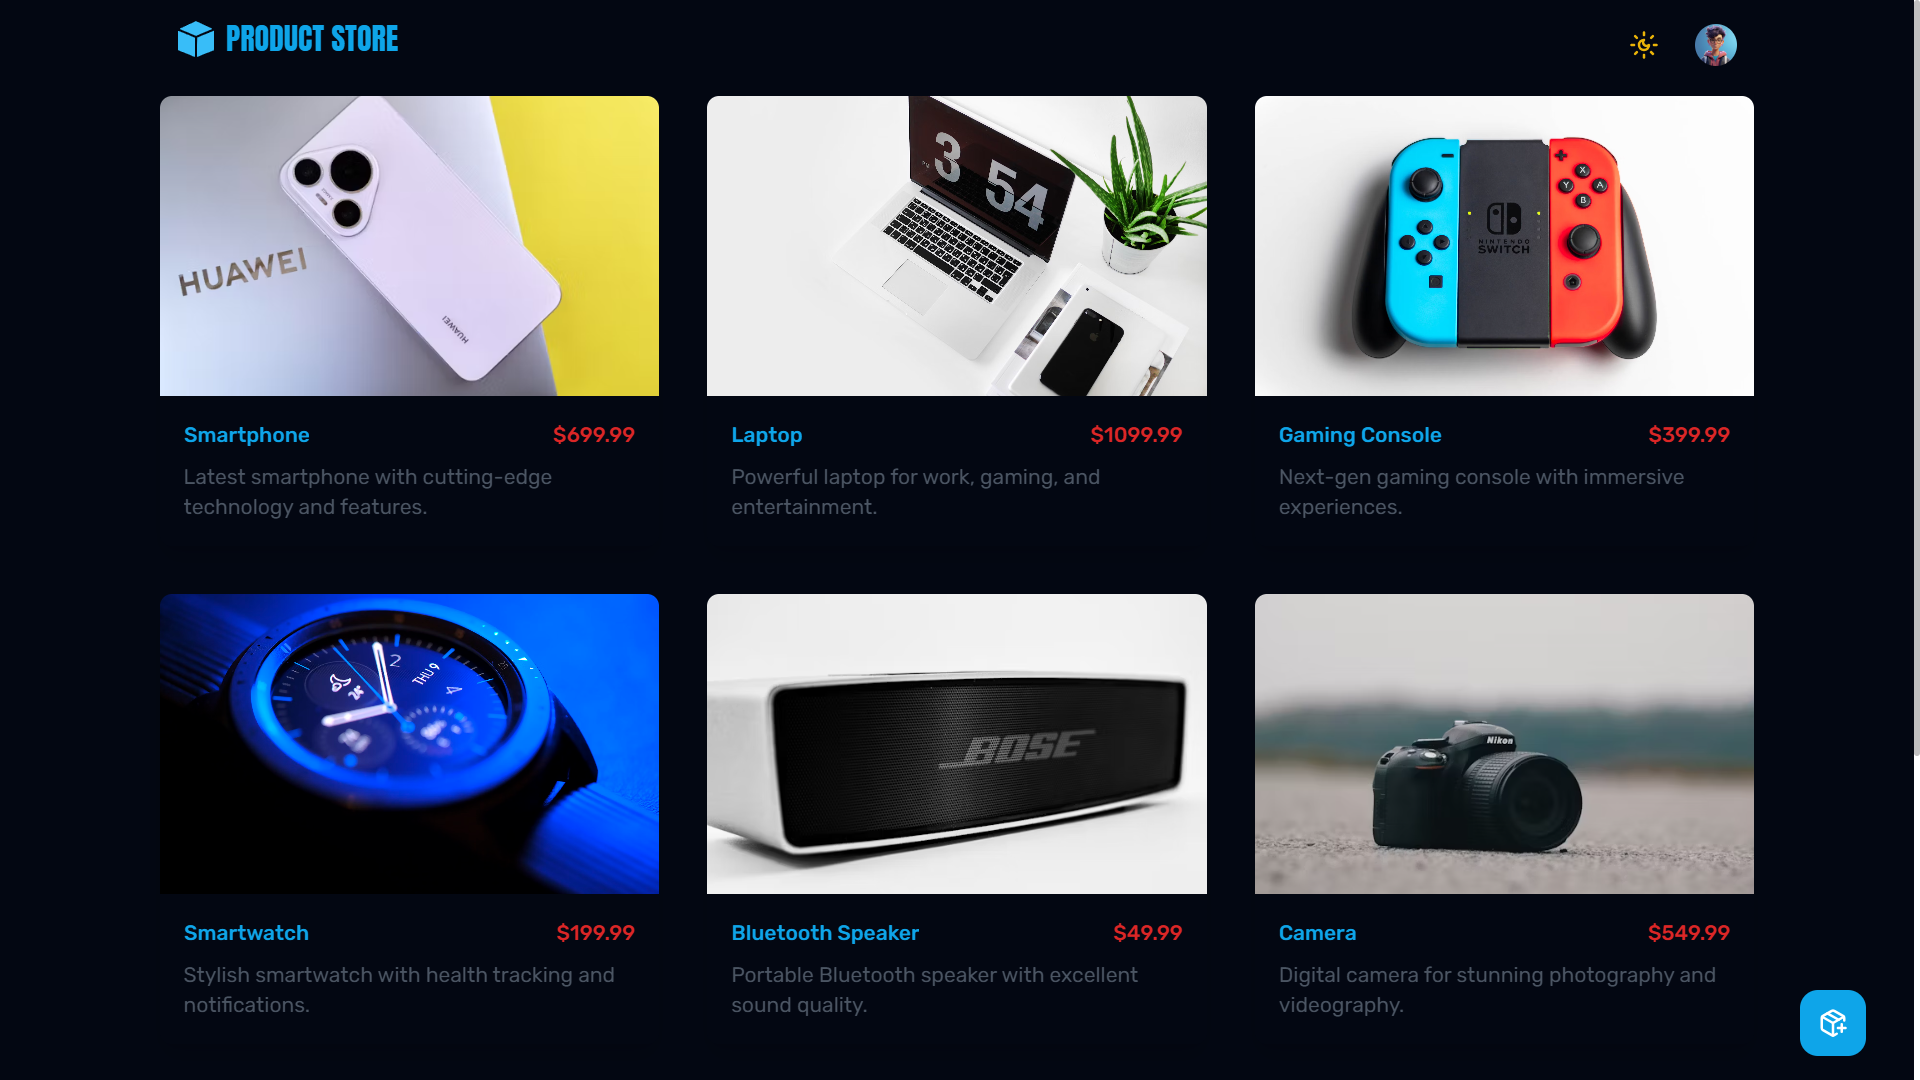 PRODUCT STORE
HUAWEI
HUAWEI
3 54
PM
X
Y A
B
NINTENDO
SWITCH
Smartphone $699.99
Latest smartphone with cutting-edge
technology and features.
Laptop $1099.99
Powerful laptop for work, gaming, and
entertainment.
Gaming Console $399.99
Next-gen gaming console with immersive
experiences.
2
THU 9
4
BOSE
Nikon
Smartwatch $199.99
Stylish smartwatch with health tracking and
notifications.
Bluetooth Speaker $49.99
Portable Bluetooth speaker with excellent
sound quality.
Camera $549.99
Digital camera for stunning photography and
videography.